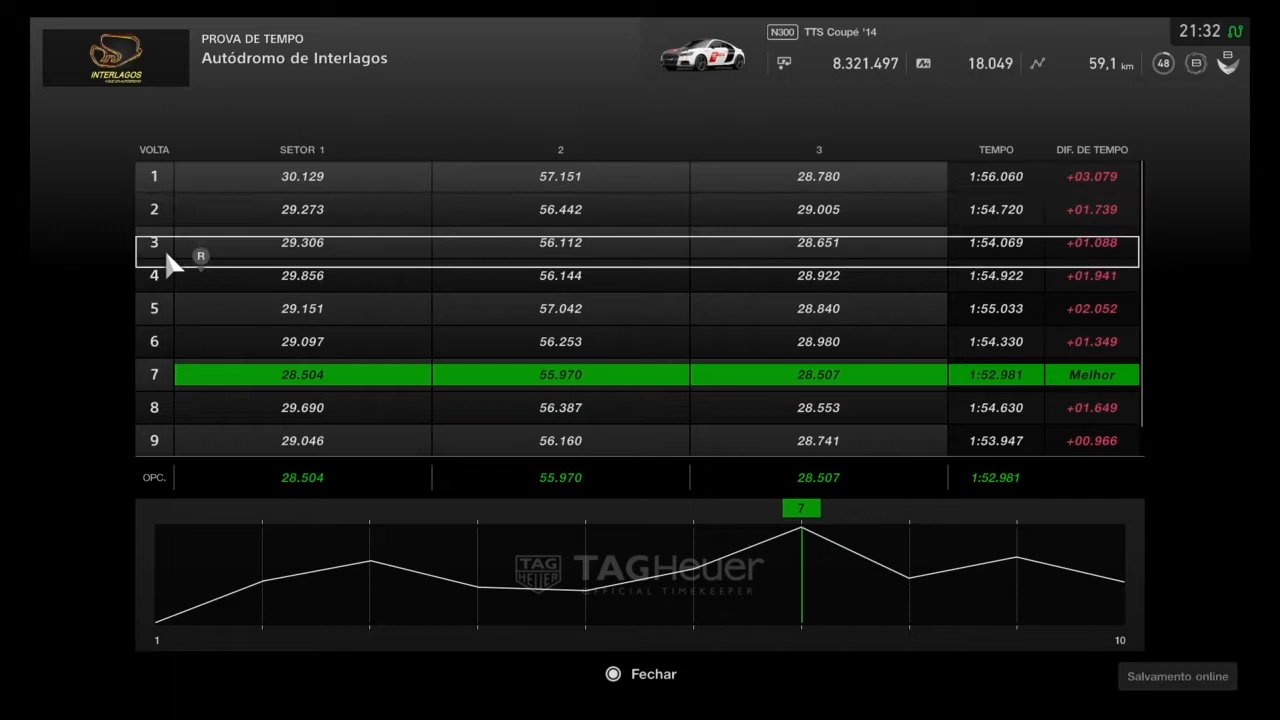 INTERLAGOS
PROVA DE TEMPO
Autódromo de Interlagos
N300 TTS Coupé '14
8.321.497 18.049 59,1 km 48 B B
21:32
VOLTA SETOR 1 2 3 TEMPO DIF. DE TEMPO
1 30.129 57.151 28.780 1:56.060 +03.079
2 29.273 56.442 29.005 1:54.720 +01.739
3 29.306 56.112 28.651 1:54.069 +01.088
R
4 29.856 56.144 28.922 1:54.922 +01.941
5 29.151 57.042 28.840 1:55.033 +02.052
6 29.097 56.253 28.980 1:54.330 +01.349
7 28.504 55.970 28.507 1:52.981 Melhor
8 29.690 56.387 28.553 1:54.630 +01.649
9 29.046 56.160 28.741 1:53.947 +00.966
OPC. 28.504 55.970 28.507 1:52.981
7
TAG HEUER TAGHeuer
OFFICIAL TIMEKEEPER
1 10
Fechar
Salvamento online